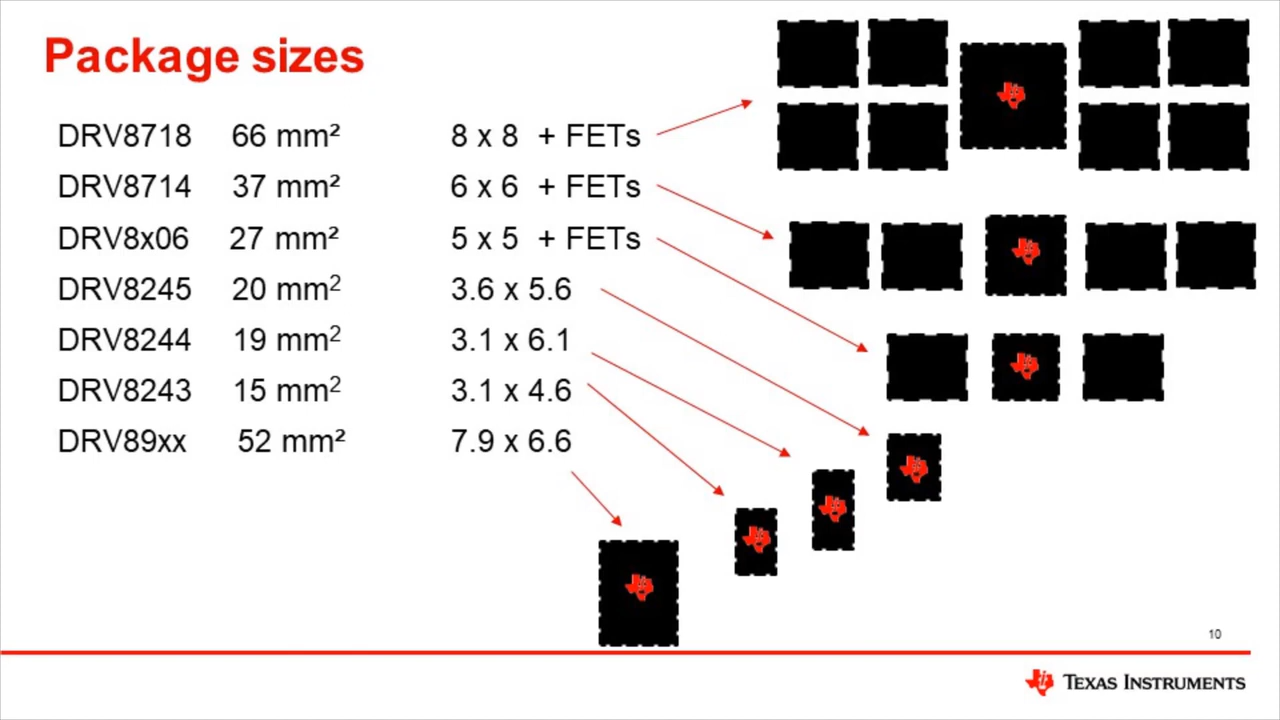 Package sizes
DRV8718 66 mm² 8 x 8 + FETs
DRV8714 37 mm² 6 x 6 + FETs
DRV8x06 27 mm² 5 x 5 + FETs
DRV8245 20 mm² 3.6 x 5.6
DRV8244 19 mm² 3.1 x 6.1
DRV8243 15 mm² 3.1 x 4.6
DRV89xx 52 mm² 7.9 x 6.6
10
TEXAS INSTRUMENTS